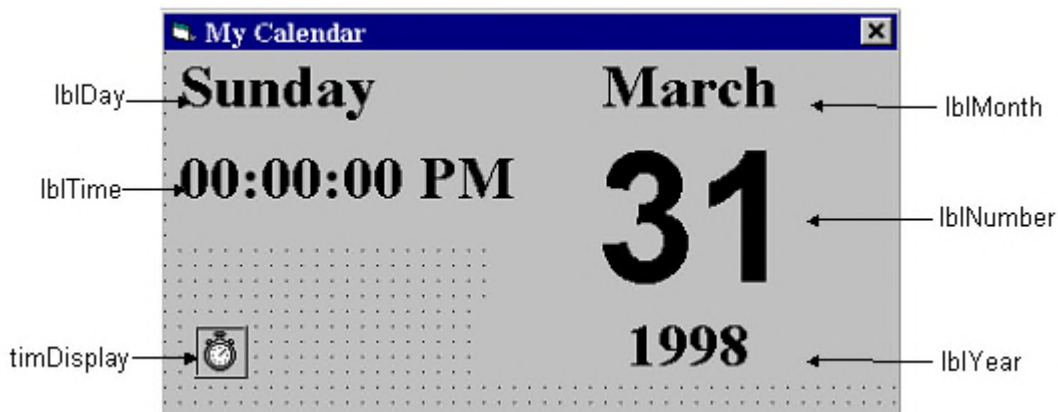 My Calendar
lblDay Sunday March lblMonth
lblTime 00:00:00 PM 31 lblNumber
timDisplay 1998 lblYear